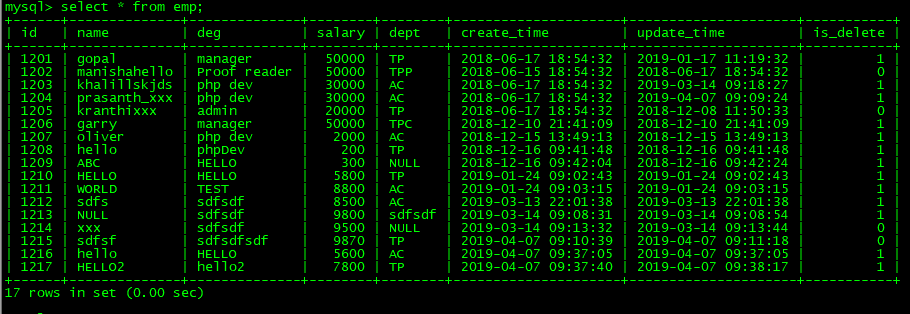 mysql> select * from emp;
+------+--------------+------------+--------+--------+---------------------+---------------------+-----------+
| id | name | deg | salary | dept | create_time | update_time | is_delete |
+------+--------------+------------+--------+--------+---------------------+---------------------+-----------+
| 1201 | gopal | manager | 50000 | TP | 2018-06-17 18:54:32 | 2019-01-17 11:19:32 | 1 |
| 1202 | manishahello | Proof reader | 50000 | TPP | 2018-06-15 18:54:32 | 2018-06-17 18:54:32 | 0 |
| 1203 | khalillskjds | php dev | 30000 | AC | 2018-06-17 18:54:32 | 2019-03-14 09:18:27 | 1 |
| 1204 | prasanth_xxx | php dev | 30000 | AC | 2018-06-17 18:54:32 | 2019-04-07 09:09:24 | 1 |
| 1205 | kranthixxx | admin | 20000 | TP | 2018-06-17 18:54:32 | 2018-12-08 11:50:33 | 0 |
| 1206 | garry | manager | 50000 | TPC | 2018-12-10 21:41:09 | 2018-12-10 21:41:09 | 1 |
| 1207 | oliver | php dev | 2000 | AC | 2018-12-15 13:49:13 | 2018-12-15 13:49:13 | 1 |
| 1208 | hello | phpDev | 200 | TP | 2018-12-16 09:41:48 | 2018-12-16 09:41:48 | 1 |
| 1209 | ABC | HELLO | 300 | NULL | 2018-12-16 09:42:04 | 2018-12-16 09:42:24 | 1 |
| 1210 | HELLO | HELLO | 5800 | TP | 2019-01-24 09:02:43 | 2019-01-24 09:02:43 | 1 |
| 1211 | WORLD | TEST | 8800 | AC | 2019-01-24 09:03:15 | 2019-01-24 09:03:15 | 1 |
| 1212 | sdfs | sdfsdf | 8500 | AC | 2019-03-13 22:01:38 | 2019-03-13 22:01:38 | 1 |
| 1213 | NULL | sdfsdf | 9800 | sdfsdf | 2019-03-14 09:08:31 | 2019-03-14 09:08:54 | 1 |
| 1214 | xxx | sdfsdf | 9500 | NULL | 2019-03-14 09:13:32 | 2019-03-14 09:13:44 | 0 |
| 1215 | sdfsf | sdfsdfsdf | 9870 | TP | 2019-04-07 09:10:39 | 2019-04-07 09:11:18 | 0 |
| 1216 | hello | HELLO | 5600 | AC | 2019-04-07 09:37:05 | 2019-04-07 09:37:05 | 1 |
| 1217 | HELLO2 | hello2 | 7800 | TP | 2019-04-07 09:37:40 | 2019-04-07 09:38:17 | 1 |
+------+--------------+------------+--------+--------+---------------------+---------------------+-----------+
17 rows in set (0.00 sec)